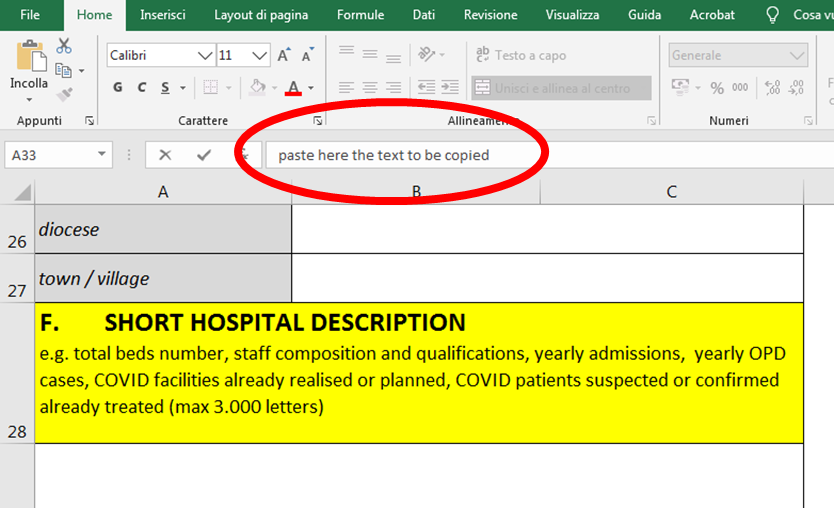 File Home Inserisci Layout di pagina Formule Dati Revisione Visualizza Guida Acrobat Cosa
Calibri 11 A A ab Testo a capo Generale
Incolla G C S A Unisci e allinea al centro % 000 ,00
Appunti Carattere Allineamento Numeri
A33 paste here the text to be copied
A B C
26 diocese
27 town / village
F. SHORT HOSPITAL DESCRIPTION
e.g. total beds number, staff composition and qualifications, yearly admissions, yearly OPD
cases, COVID facilities already realised or planned, COVID patients suspected or confirmed
already treated (max 3.000 letters)
28